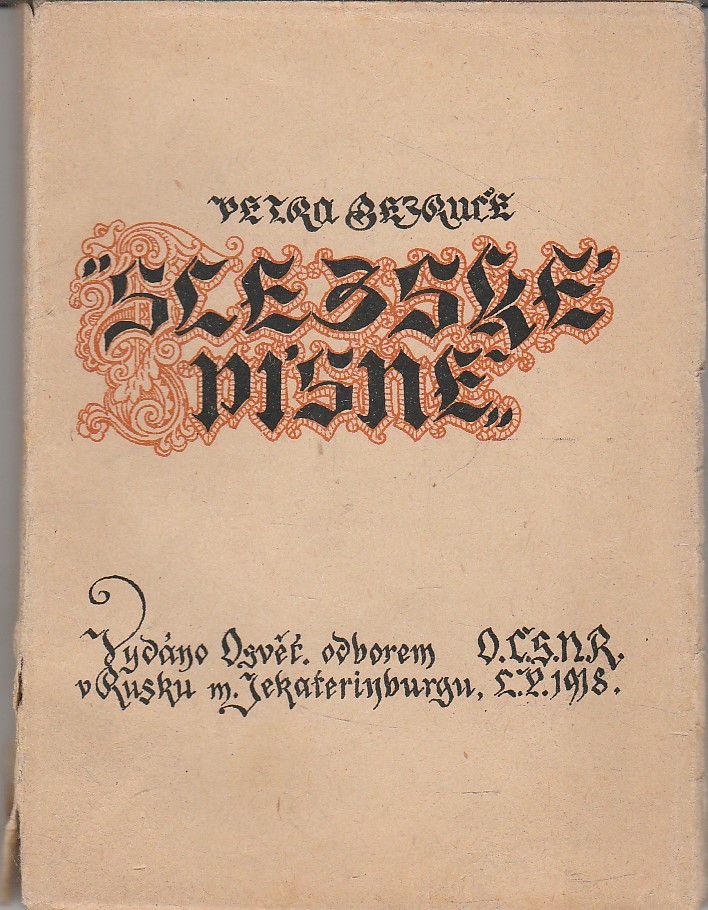 PETRA BEZRUČE
"SLEZSKÉ
PÍSNĚ„
Vydáno Osvět. odborem O.Č.S.N.R.
v Rusku m. Jekaterinburgu, L.P. 1918.